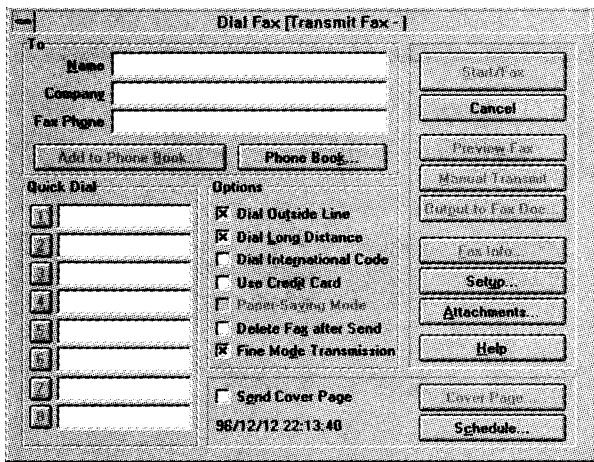 Dial Fax [Transmit Fax - ]
To
Name
Company
Fax Phone
Add to Phone Book...
Phone Book...
Start/Fax
Cancel
Preview Fax
Manual Transmit
Output to Fax Doc...
Fax Info...
Setup...
Attachments...
Help
Quick Dial
1
2
3
4
5
6
7
8
Options
Dial Outside Line
Dial Long Distance
Dial International Code
Use Credit Card
Paper-Saving Mode
Delete Fax after Send
Fine Mode Transmission
Send Cover Page
96/12/12 22:13:40
Cover Page...
Schedule...